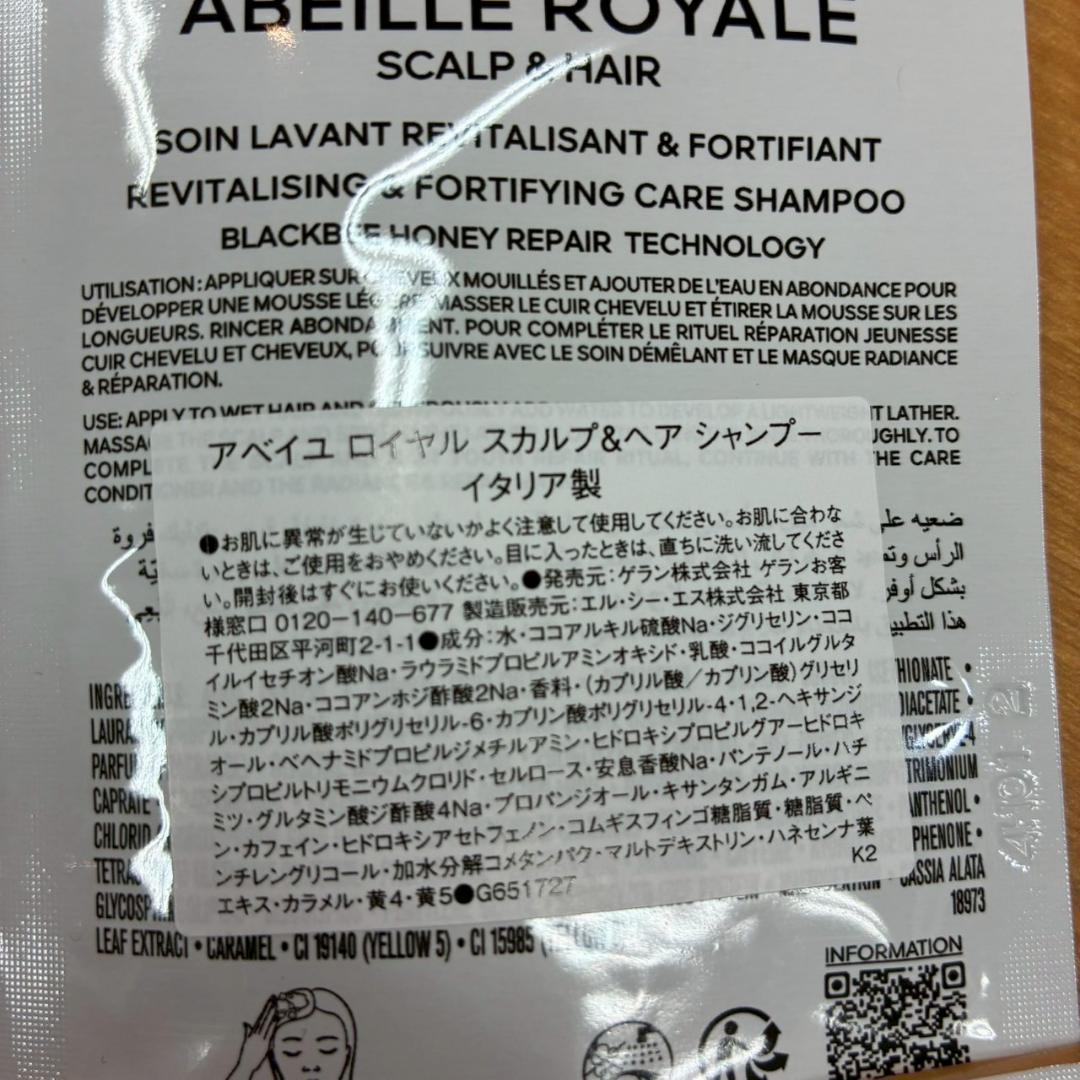 ABEILLE ROYALE
SCALP & HAIR
SOIN LAVANT REVITALISANT & FORTIFIANT
REVITALISING & FORTIFYING CARE SHAMPOO
BLACKBEE HONEY REPAIR TECHNOLOGY
UTILISATION : APPLIQUER SUR CHEVEUX MOUILLÉS ET AJOUTER DE L'EAU EN ABONDANCE POUR
DÉVELOPPER UNE MOUSSE LÉGÈRE. MASSER LE CUIR CHEVELU ET ÉTIRER LA MOUSSE SUR LES
LONGUEURS. RINCER ABONDAMMENT. POUR COMPLÉTER LE RITUEL RÉPARATION JEUNESSE
CUIR CHEVELU ET CHEVEUX, POURSUIVRE AVEC LE SOIN DÉMÊLANT ET LE MASQUE RADIANCE
& RÉPARATION.
USE: APPLY TO WET HAIR AND GENEROUSLY ADD WATER TO DEVELOP A LIGHTWEIGHT LATHER.
MASSAGE THE SCALP AND
THE CARE
アベイユ ロイヤル スカルプ&ヘア シャンプー
イタリア製
●お肌に異常が生じていないかよく注意して使用してください。お肌に合わな
いときは、ご使用をおやめください。目に入ったときは、直ちに洗い流してくださ
い。開封後はすぐにお使いください。●発売元：ゲラン株式会社 ゲランお客
様窓口 0120－140－677 製造販売元：エル・シー・エス株式会社 東京都
千代田区平河町2-1-1●成分：水・ココアルキル硫酸Na・ジグリセリン・ココ
イルイセチオン酸Na・ラウラミドプロピルアミンオキシド・乳酸・ココイルグルタ
ミン酸2Na・ココアンホジ酢酸2Na・香料・(カプリル酸／カプリン酸)グリセリ
ル・カプリル酸ポリグリセリル-6・カプリン酸ポリグリセリル-4・1,2-ヘキサンジ
オール・ベヘナミドプロピルジメチルアミン・ヒドロキシプロピルグアーヒドロキ
シプロピルトリモニウムクロリド・セルロース・安息香酸Na・パンテノール・ハチ
ミツ・グルタミン酸ジ酢酸4Na・プロパンジオール・キサンタンガム・アルギニ
ン・カフェイン・ヒドロキシアセトフェノン・コムギスフィンゴ糖脂質・糖脂質・ペ
ンチレングリコール・加水分解コメタンパク・マルトデキストリン・ハネセンナ葉
エキス・カラメル・黄4・黄5●G651727
K2
CASSIA ALATA
18973
LEAF EXTRACT • CARAMEL • CI 19140 (YELLOW 5) • CI 15985
INFORMATION